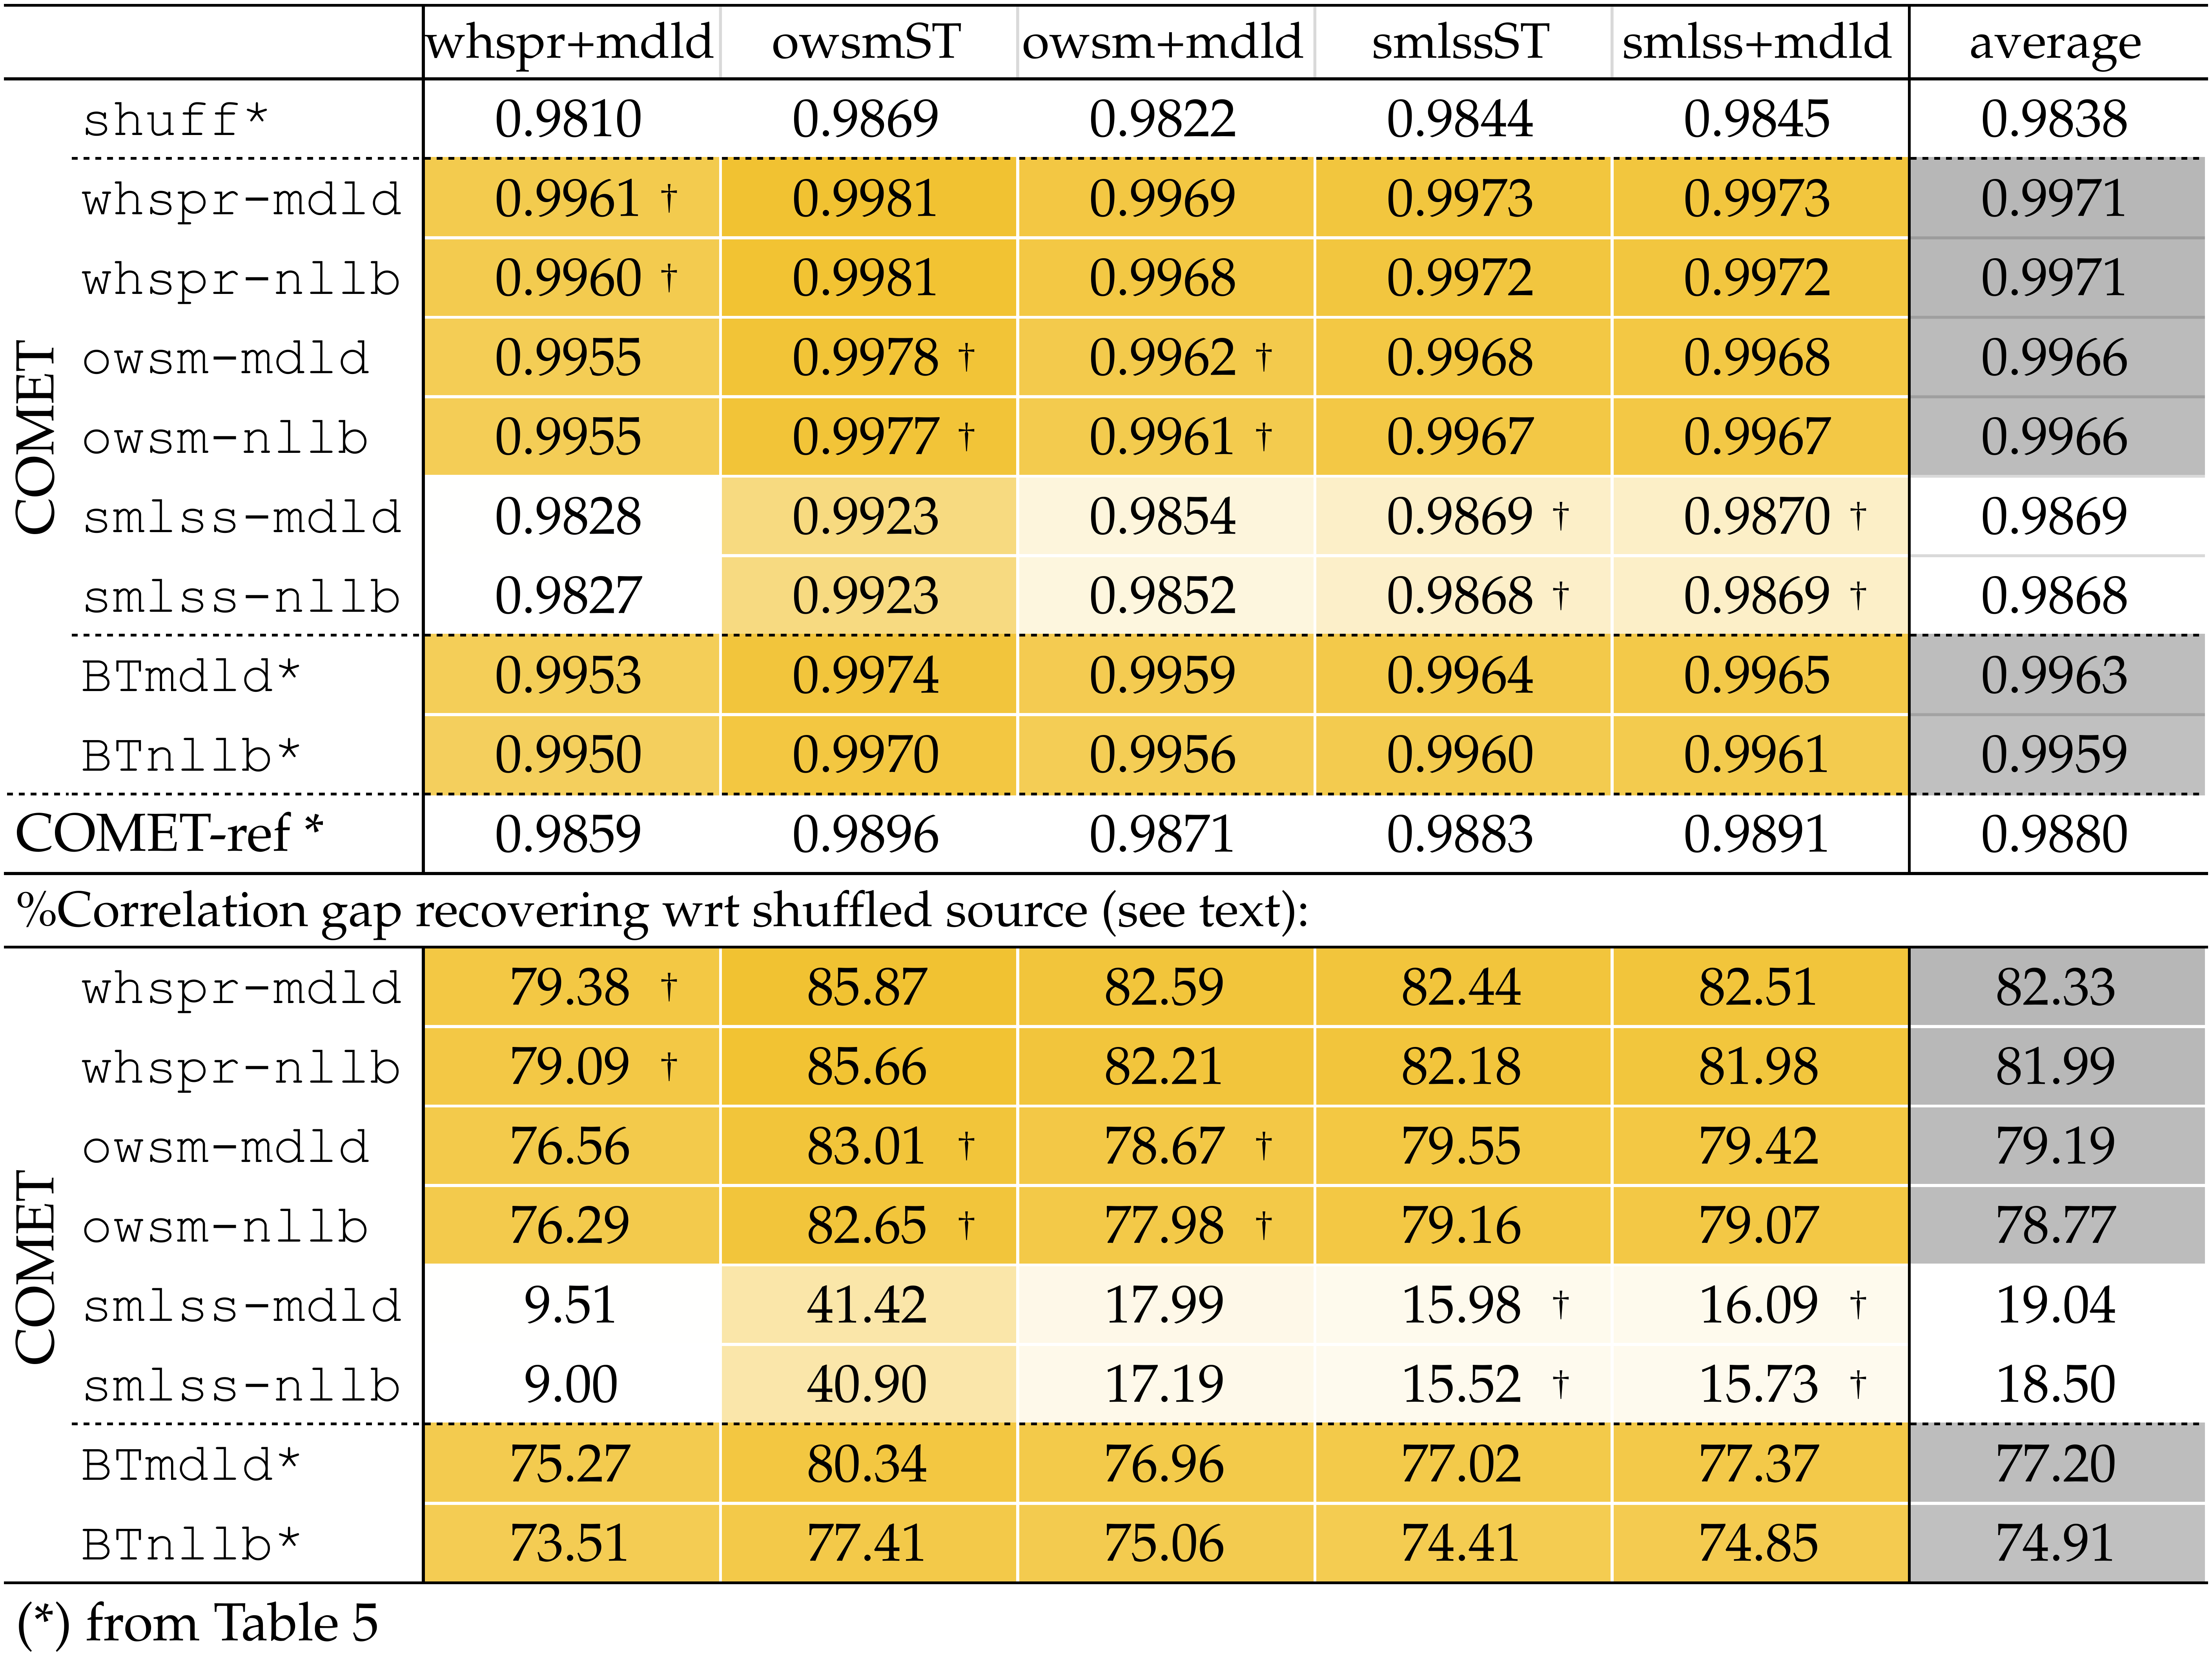 whspr+mdld owsmST owsm+mdld smlssST smlss+mdld average
COMET
shuff* 0.9810 0.9869 0.9822 0.9844 0.9845 0.9838
whspr-mdld 0.9961 † 0.9981 0.9969 0.9973 0.9973 0.9971
whspr-nllb 0.9960 † 0.9981 0.9968 0.9972 0.9972 0.9971
owsm-mdld 0.9955 0.9978 † 0.9962 † 0.9968 0.9968 0.9966
owsm-nllb 0.9955 0.9977 † 0.9961 † 0.9967 0.9967 0.9966
smlss-mdld 0.9828 0.9923 0.9854 0.9869 † 0.9870 † 0.9869
smlss-nllb 0.9827 0.9923 0.9852 0.9868 † 0.9869 † 0.9868
BTmdld* 0.9953 0.9974 0.9959 0.9964 0.9965 0.9963
BTnllb* 0.9950 0.9970 0.9956 0.9960 0.9961 0.9959
COMET-ref * 0.9859 0.9896 0.9871 0.9883 0.9891 0.9880
%Correlation gap recovering wrt shuffled source (see text):
COMET
whspr-mdld 79.38 † 85.87 82.59 82.44 82.51 82.33
whspr-nllb 79.09 † 85.66 82.21 82.18 81.98 81.99
owsm-mdld 76.56 83.01 † 78.67 † 79.55 79.42 79.19
owsm-nllb 76.29 82.65 † 77.98 † 79.16 79.07 78.77
smlss-mdld 9.51 41.42 17.99 15.98 † 16.09 † 19.04
smlss-nllb 9.00 40.90 17.19 15.52 † 15.73 † 18.50
BTmdld* 75.27 80.34 76.96 77.02 77.37 77.20
BTnllb* 73.51 77.41 75.06 74.41 74.85 74.91
(*) from Table 5